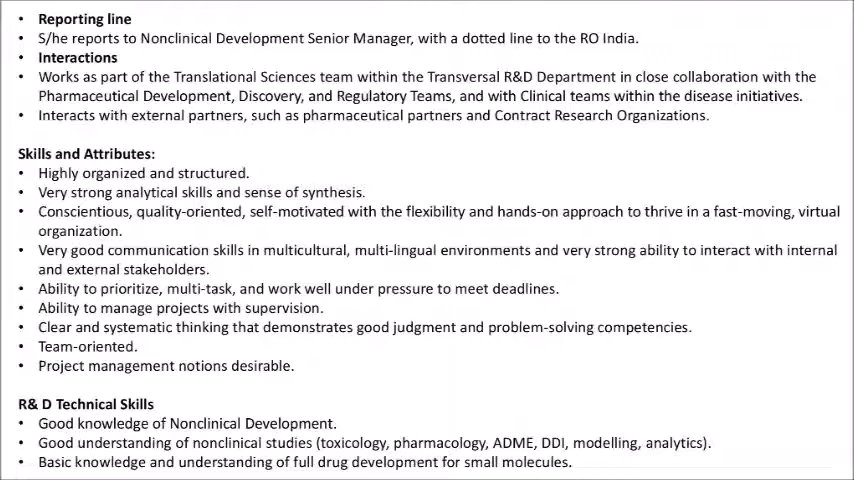 • Reporting line
• S/he reports to Nonclinical Development Senior Manager, with a dotted line to the RO India.
• Interactions
• Works as part of the Translational Sciences team within the Transversal R&D Department in close collaboration with the
Pharmaceutical Development, Discovery, and Regulatory Teams, and with Clinical teams within the disease initiatives.
• Interacts with external partners, such as pharmaceutical partners and Contract Research Organizations.
Skills and Attributes:
• Highly organized and structured.
• Very strong analytical skills and sense of synthesis.
• Conscientious, quality-oriented, self-motivated with the flexibility and hands-on approach to thrive in a fast-moving, virtual
organization.
• Very good communication skills in multicultural, multi-lingual environments and very strong ability to interact with internal
and external stakeholders.
• Ability to prioritize, multi-task, and work well under pressure to meet deadlines.
• Ability to manage projects with supervision.
• Clear and systematic thinking that demonstrates good judgment and problem-solving competencies.
• Team-oriented.
• Project management notions desirable.
R& D Technical Skills
• Good knowledge of Nonclinical Development.
• Good understanding of nonclinical studies (toxicology, pharmacology, ADME, DDI, modelling, analytics).
• Basic knowledge and understanding of full drug development for small molecules.